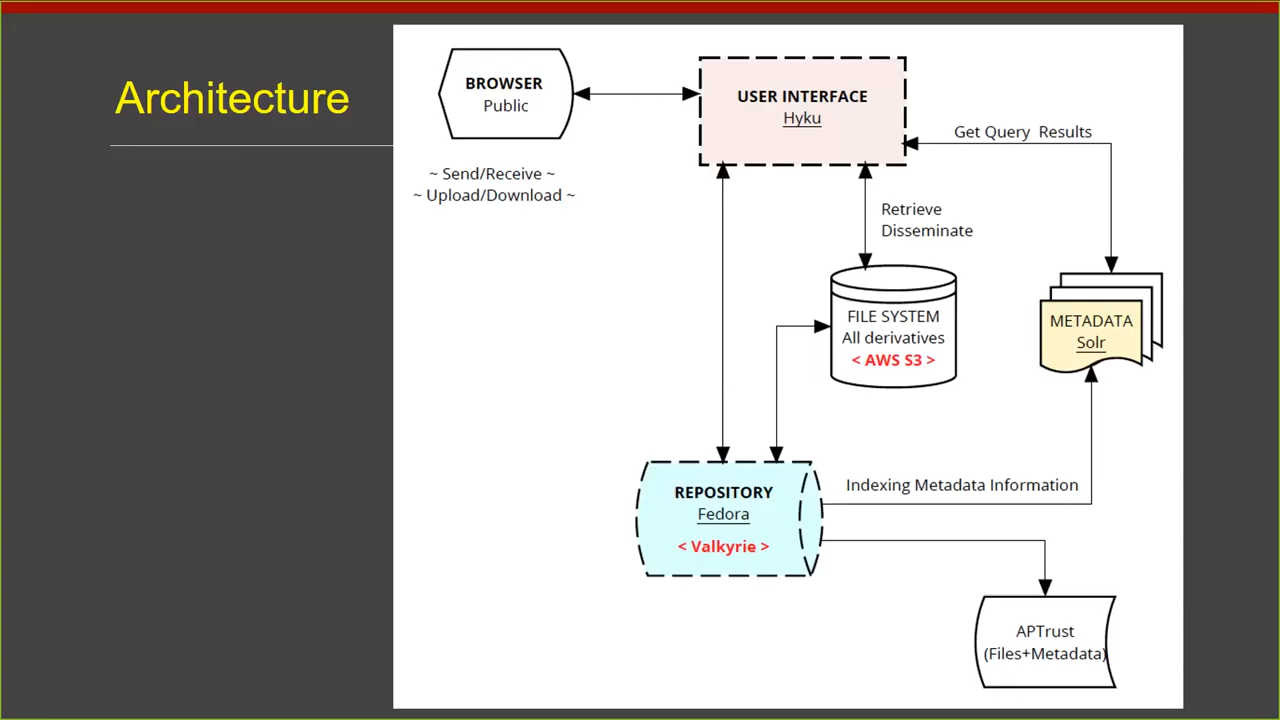 Architecture
BROWSER
Public
~ Send/Receive ~
~ Upload/Download ~
USER INTERFACE
Hyku
Get Query Results
Retrieve
Disseminate
FILE SYSTEM
All derivatives
< AWS S3 >
METADATA
Solr
REPOSITORY
Fedora
< Valkyrie >
Indexing Metadata Information
APTrust
(Files+Metadata)